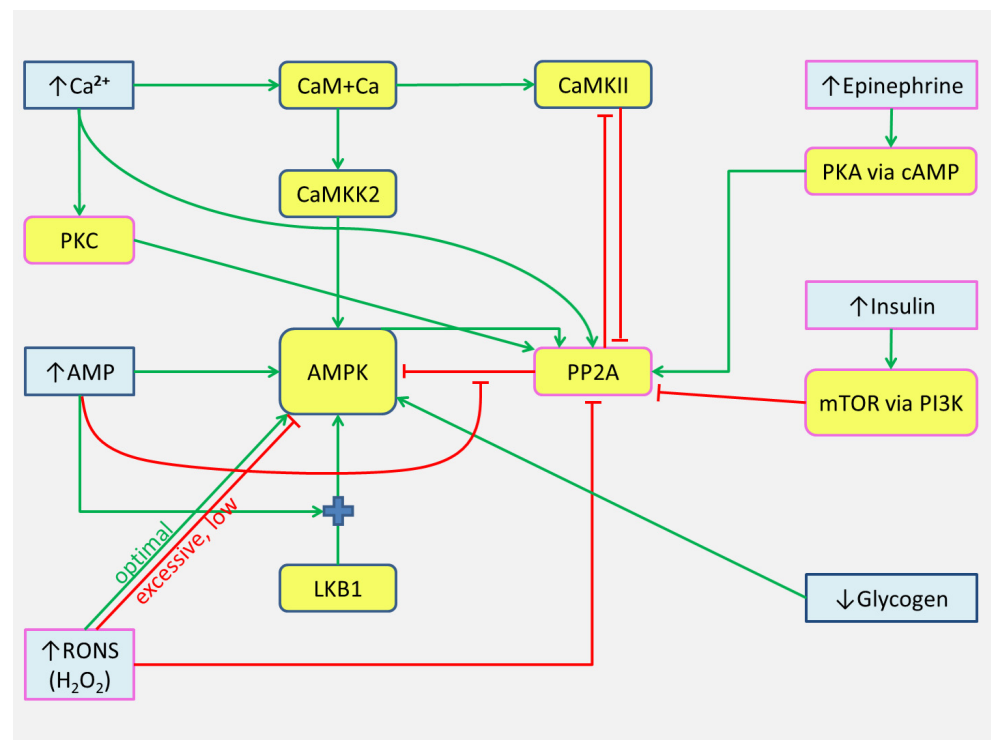 ↑Ca²⁺
CaM+Ca
CaMKII
↑Epinephrine
PKA via cAMP
CaMKK2
PKC
↑Insulin
↑AMP
AMPK
PP2A
mTOR via PI3K
optimal
excessive, low
LKB1
↓Glycogen
↑RONS
(H₂O₂)